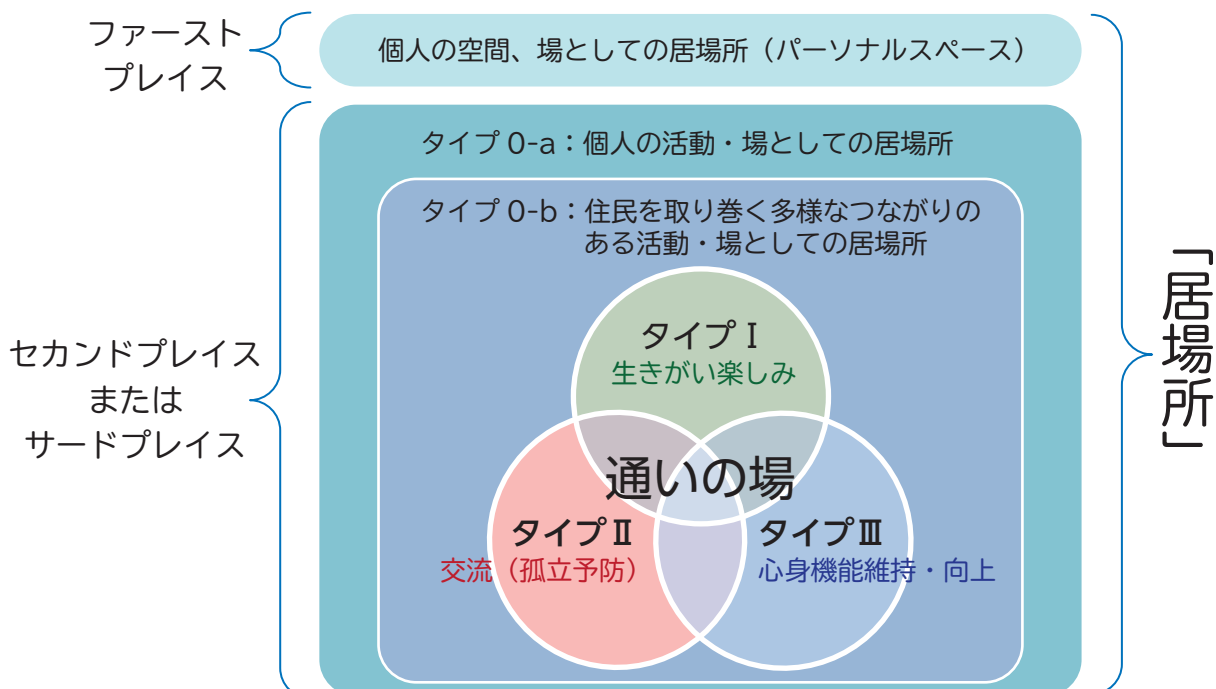 ファースト
プレイス
個人の空間、場としての居場所（パーソナルスペース）
タイプ 0-a：個人の活動・場としての居場所
タイプ 0-b：住民を取り巻く多様なつながりの
ある活動・場としての居場所
セカンドプレイス
または
サードプレイス
タイプ Ⅰ
生きがい楽しみ
通いの場
タイプⅡ
交流（孤立予防）
タイプⅢ
心身機能維持・向上
「居場所」